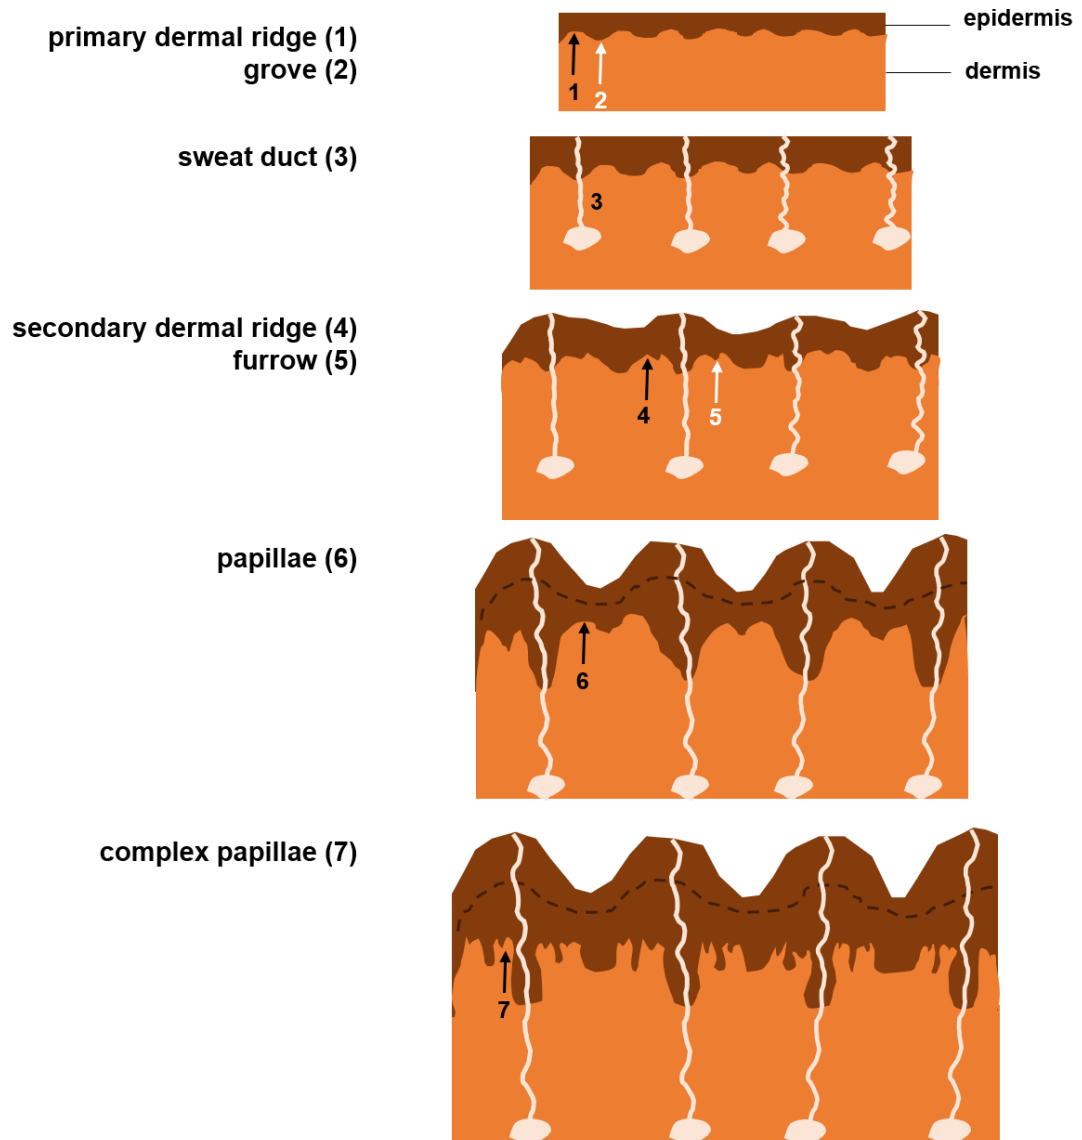 primary dermal ridge (1)
grove (2)
epidermis
dermis
1
2
sweat duct (3)
3
secondary dermal ridge (4)
furrow (5)
4
5
papillae (6)
6
complex papillae (7)
7